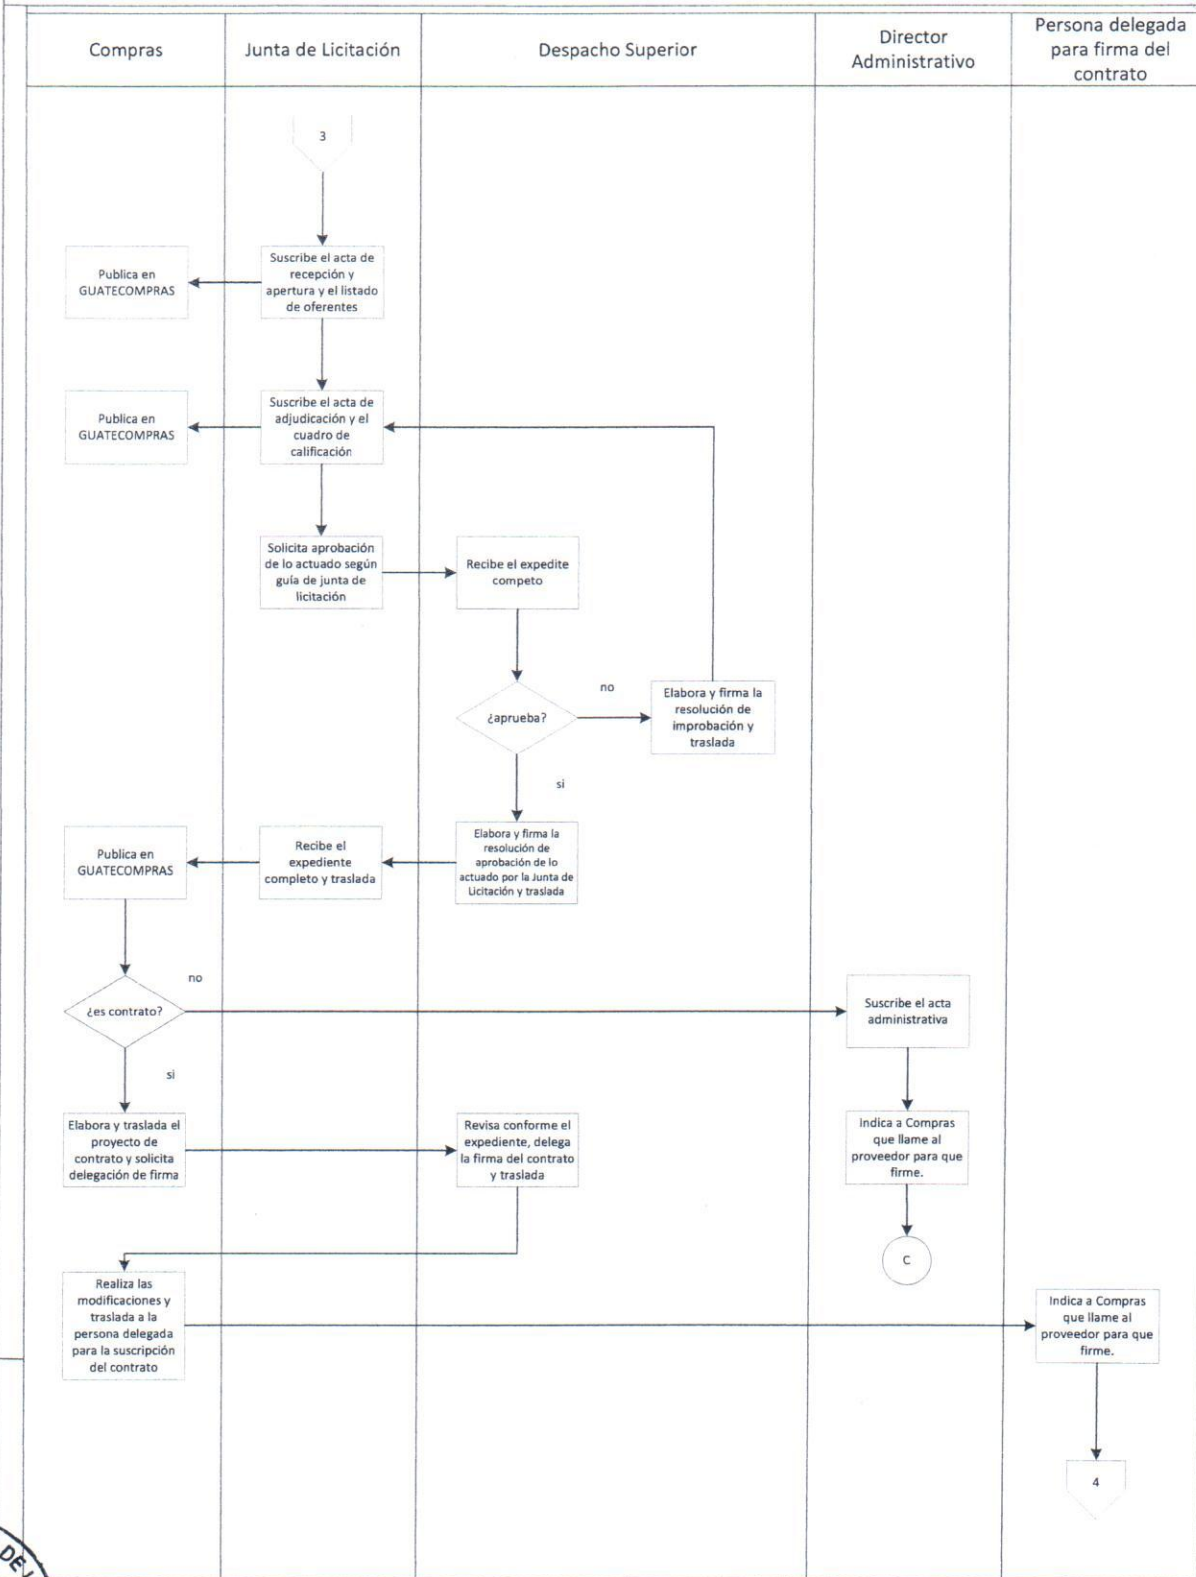 Compras
Junta de Licitación
Despacho Superior
Director
Administrativo
Persona delegada
para firma del
contrato
3
Publica en
GUATECOMPRAS
Suscribe el acta de
recepción y
apertura y el listado
de oferentes
Publica en
GUATECOMPRAS
Suscribe el acta de
adjudicación y el
cuadro de
calificación
Solicita aprobación
de lo actuado según
guía de junta de
licitación
Recibe el expedite
competo
¿aprueba?
no
Elabora y firma la
resolución de
improbación y
traslada
si
Publica en
GUATECOMPRAS
Recibe el
expediente
completo y traslada
Elabora y firma la
resolución de
aprobación de lo
actuado por la Junta de
Licitación y traslada
¿es contrato?
no
Suscribe el acta
administrativa
si
Elabora y traslada el
proyecto de
contrato y solicita
delegación de firma
Revisa conforme el
expediente, delega
la firma del contrato
y traslada
Indica a Compras
que llame al
proveedor para que
firme.
C
Realiza las
modificaciones y
traslada a la
persona delegada
para la suscripción
del contrato
Indica a Compras
que llame al
proveedor para que
firme.
4
DE